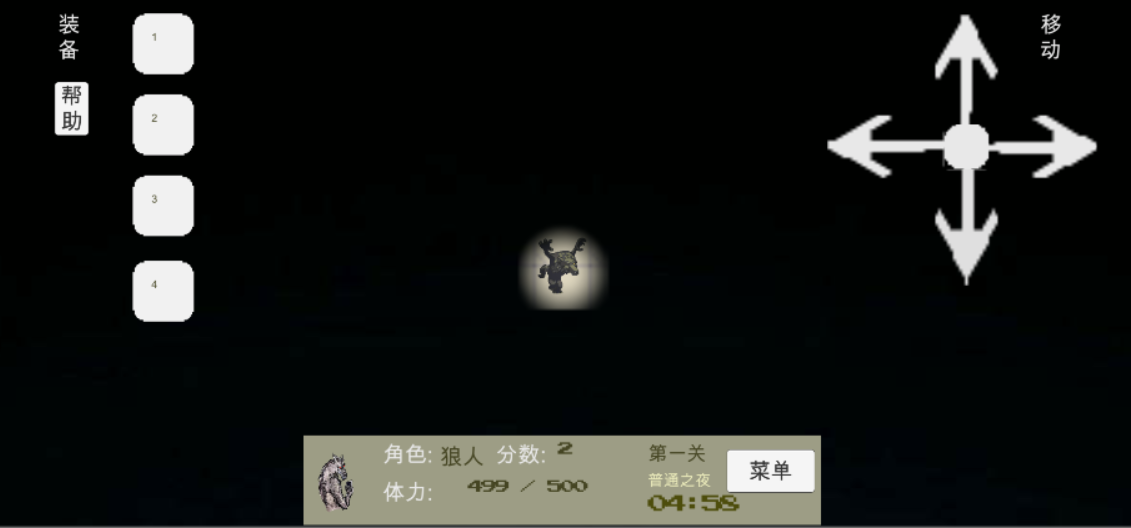 装备
帮助
1
2
3
4
移动
角色: 狼人 分数: 2
体力: 499 / 500
第一关
普通之夜
04:58
菜单